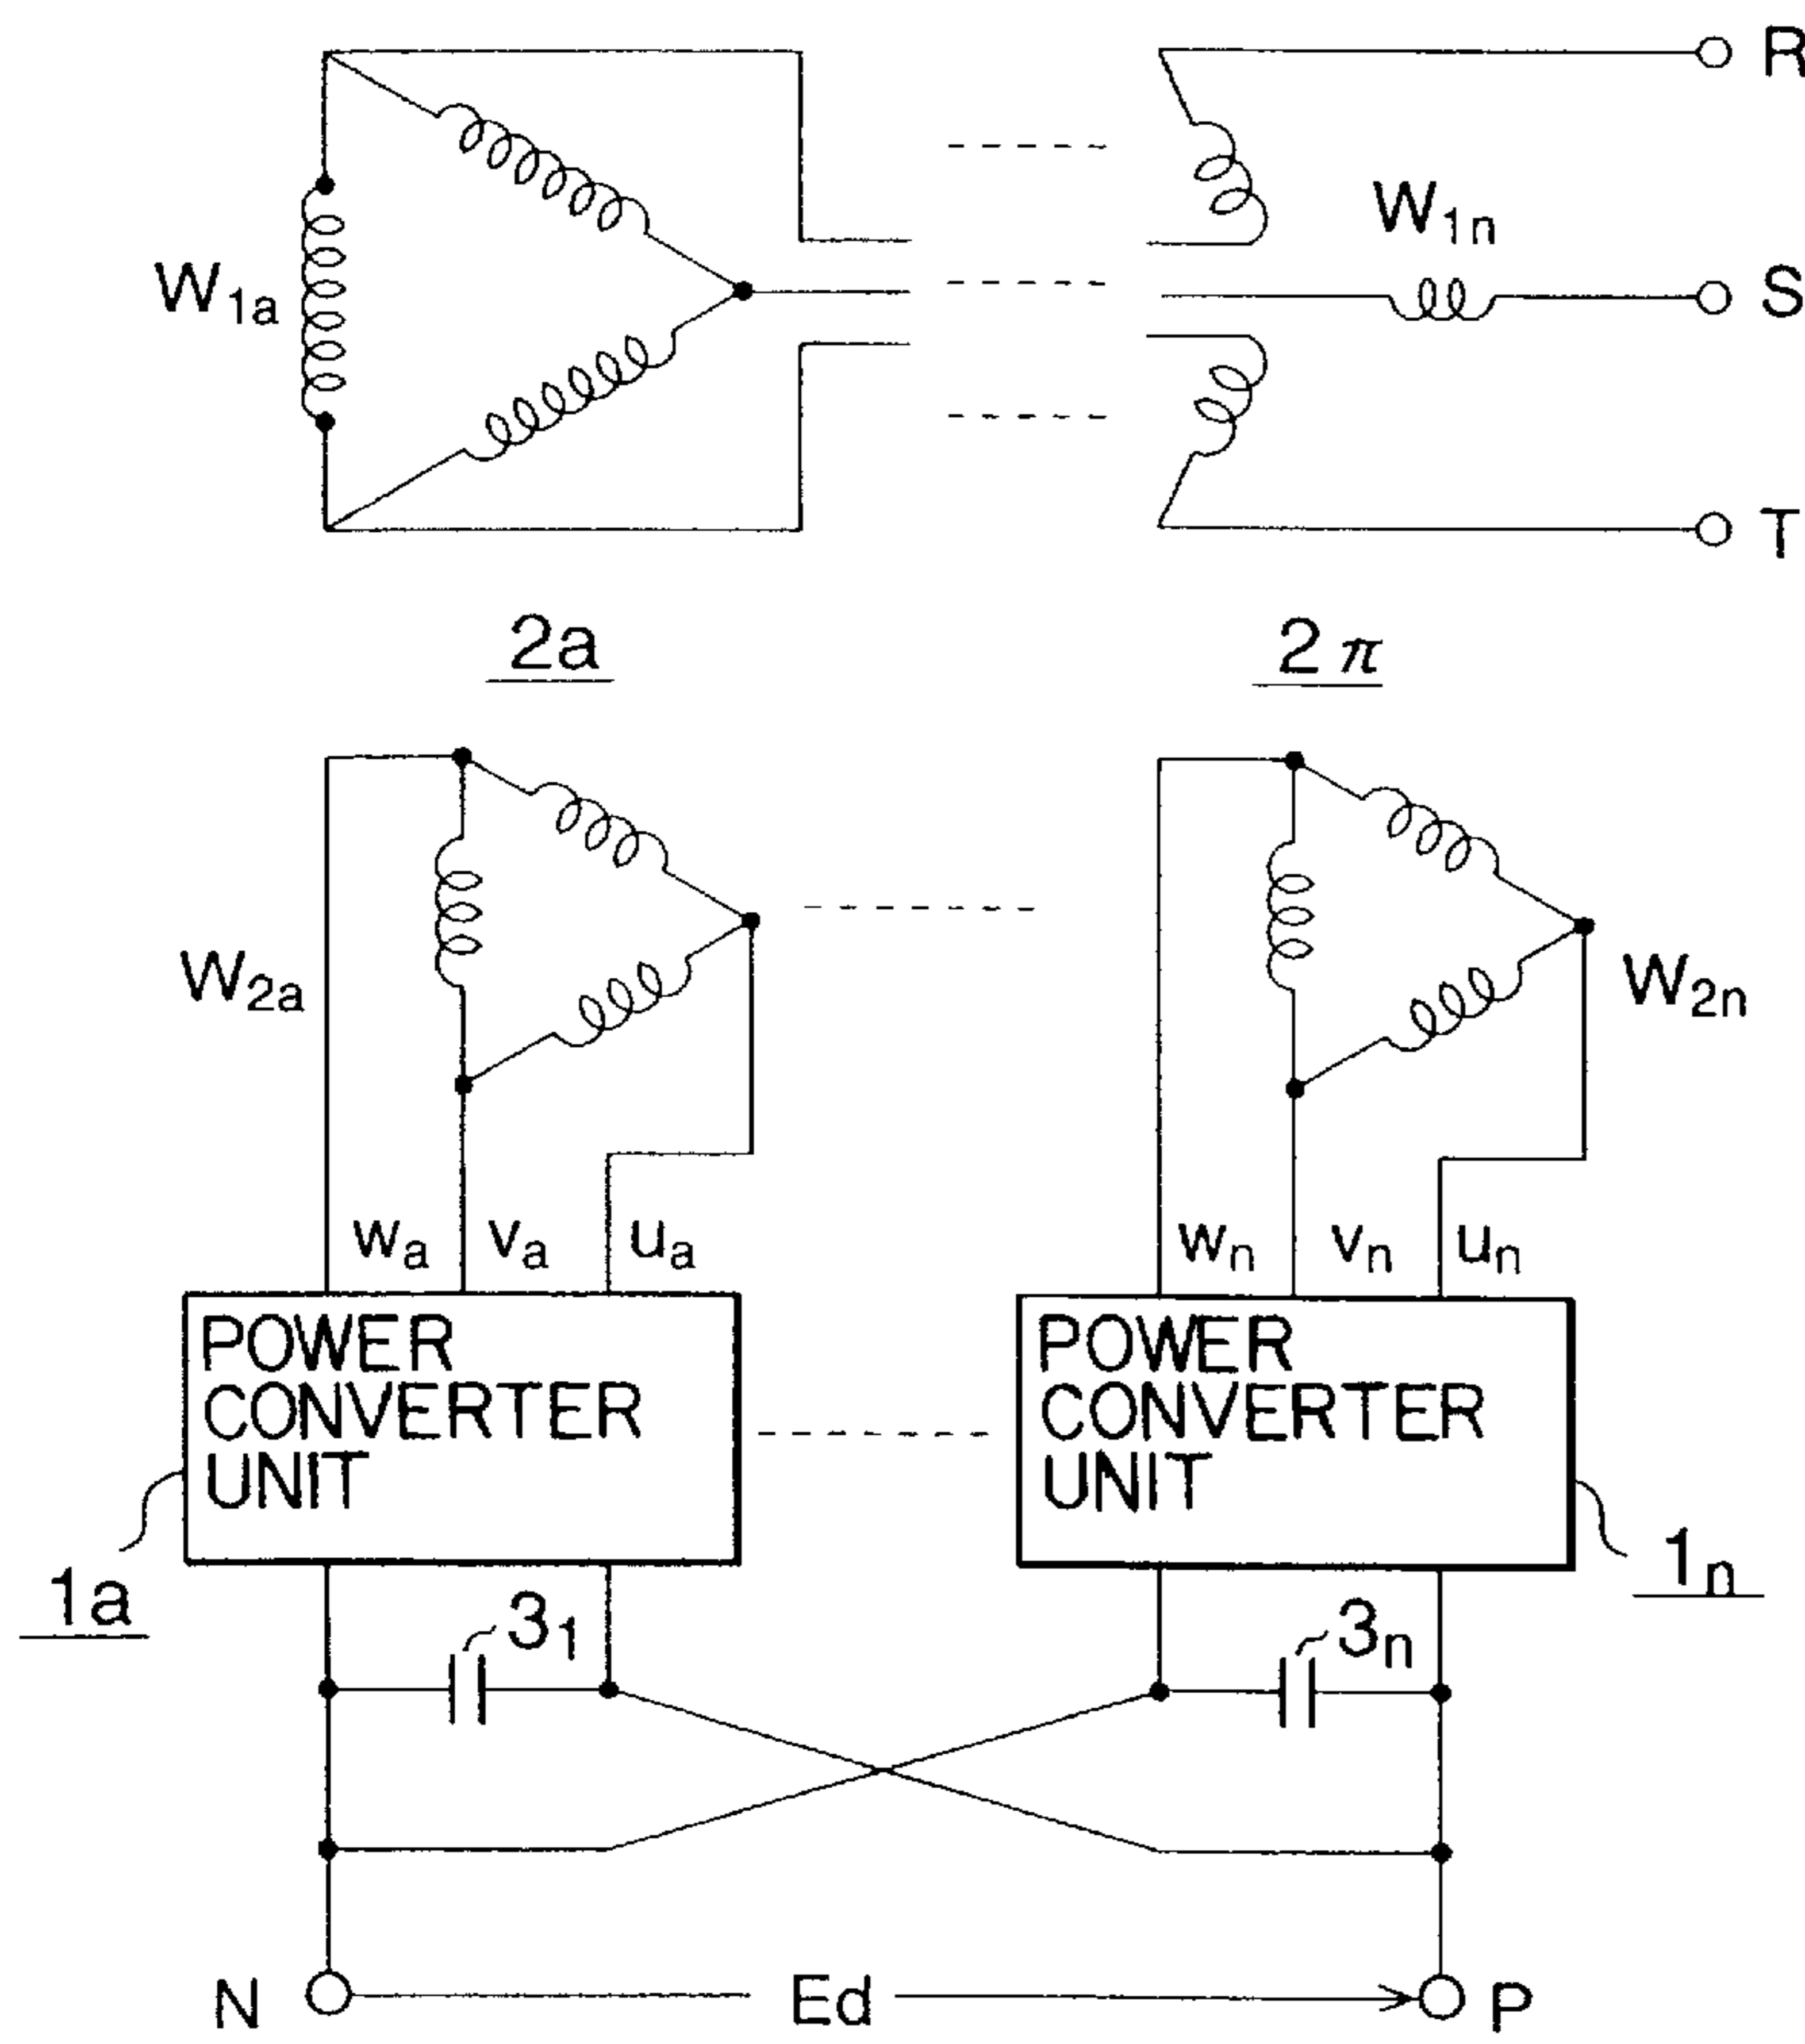 R
W1n
W1a
S
T
2a
2π
W2a
W2n
wa va ua
wn vn un
POWER
CONVERTER
UNIT
POWER
CONVERTER
UNIT
1a
1n
31
3n
N
Ed
P